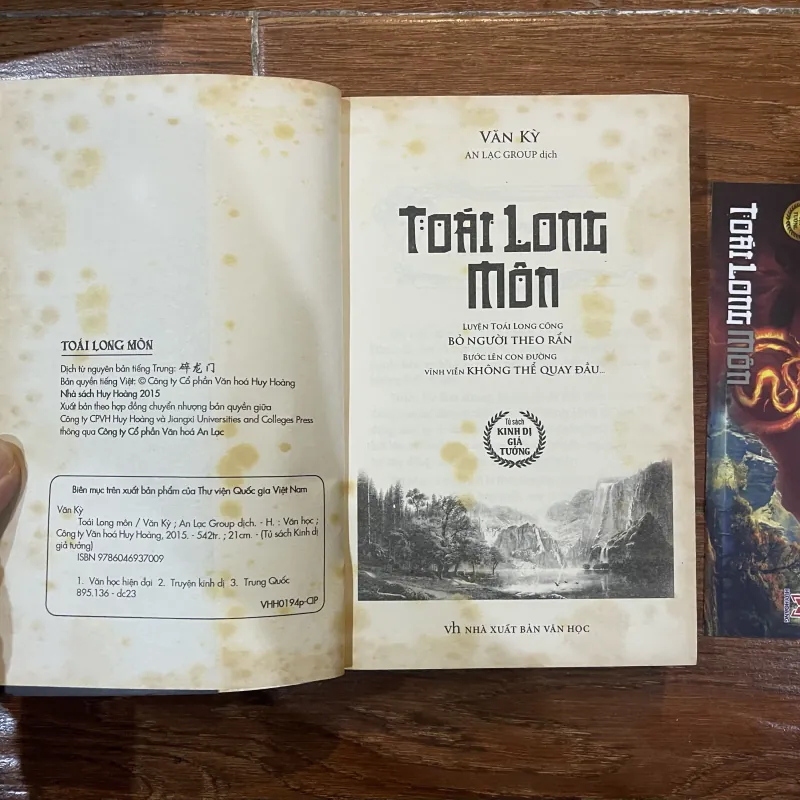 TOÁI LONG MÔN
Dịch từ nguyên bản tiếng Trung: 碎龙门
Bản quyền tiếng Việt: © Công ty Cổ phần Văn hoá Huy Hoàng
Nhà sách Huy Hoàng 2015
Xuất bản theo hợp đồng chuyển nhượng bản quyền giữa
Công ty CPVH Huy Hoàng và Jiangxi Universities and Colleges Press
thông qua Công ty Cổ phần Văn hoá An Lạc
Biên mục trên xuất bản phẩm của Thư viện Quốc gia Việt Nam
Văn Kỳ
Toái Long môn / Văn Kỳ ; An Lạc Group dịch. - H. : Văn học ;
Công ty Văn hoá Huy Hoàng, 2015. - 542tr. ; 21cm. - (Tủ sách Kinh dị
giả tưởng)
ISBN 9786046937009
1. Văn học hiện đại 2. Truyện kinh dị 3. Trung Quốc
895.136 - dc23
VHH0194p-CIP
VĂN KỲ
AN LẠC GROUP dịch
TOÁI LONG
MÔN
LUYỆN TOÁI LONG CÔNG
BỎ NGƯỜI THEO RẮN
BƯỚC LÊN CON ĐƯỜNG
VĨNH VIỄN KHÔNG THỂ QUAY ĐẦU...
Tủ sách
KINH DỊ
GIẢ
TƯỞNG
vh NHÀ XUẤT BẢN VĂN HỌC
TOÁI LONG MÔN